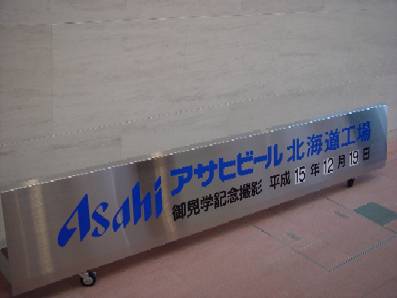 Asahi アサヒビール 北海道工場
御見学記念撮影 平成 15 年 12 月 19 日